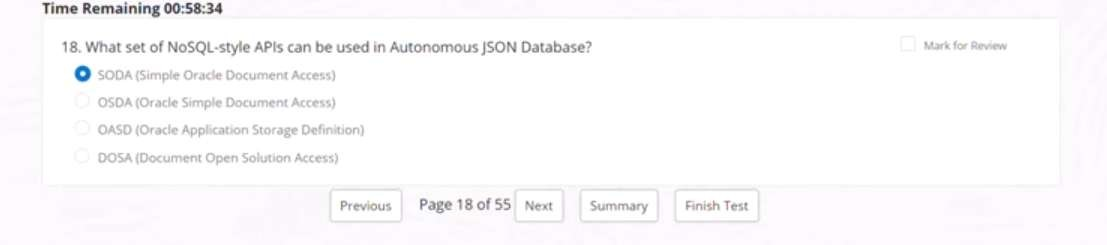 Time Remaining 00:58:34
18. What set of NoSQL-style APIs can be used in Autonomous JSON Database?
Mark for Review
SODA (Simple Oracle Document Access)
OSDA (Oracle Simple Document Access)
OASD (Oracle Application Storage Definition)
DOSA (Document Open Solution Access)
Previous Page 18 of 55 Next Summary Finish Test